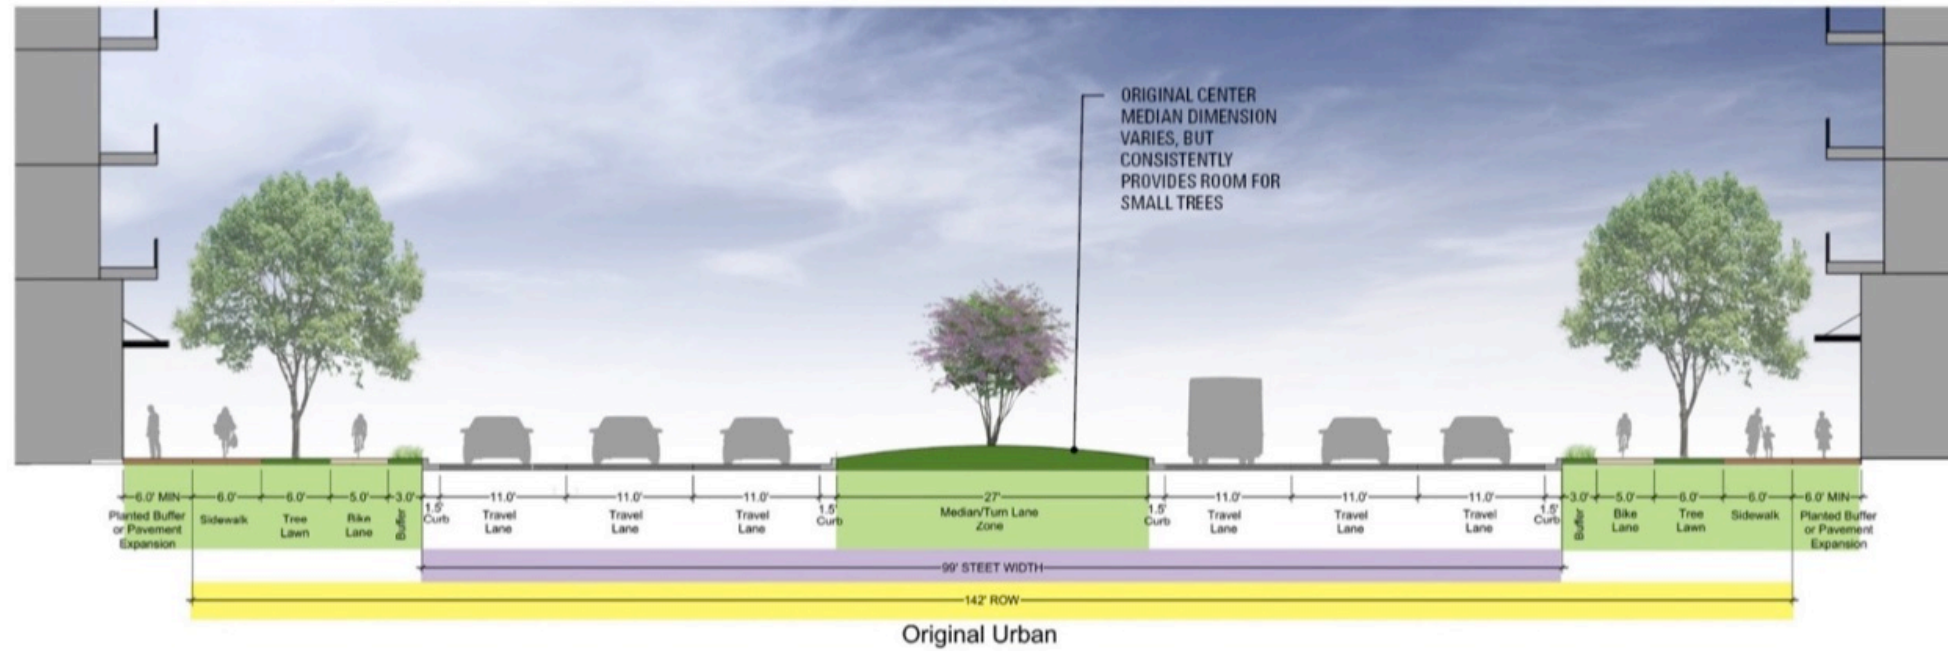 ORIGINAL CENTER
MEDIAN DIMENSION
VARIES, BUT
CONSISTENTLY
PROVIDES ROOM FOR
SMALL TREES
6.0' MIN
Planted Buffer
or Pavement
Expansion
6.0'
Sidewalk
6.0'
Tree
Lawn
5.0'
Bike
Lane
3.0'
Buffer
1.5'
Curb
11.0'
Travel
Lane
11.0'
Travel
Lane
11.0'
Travel
Lane
1.5'
Curb
27'
Median/Turn Lane
Zone
1.5'
Curb
11.0'
Travel
Lane
11.0'
Travel
Lane
11.0'
Travel
Lane
1.5'
Curb
3.0'
Buffer
5.0'
Bike
Lane
6.0'
Tree
Lawn
6.0'
Sidewalk
6.0' MIN
Planted Buffer
or Pavement
Expansion
99' STEET WIDTH
142' ROW
Original Urban